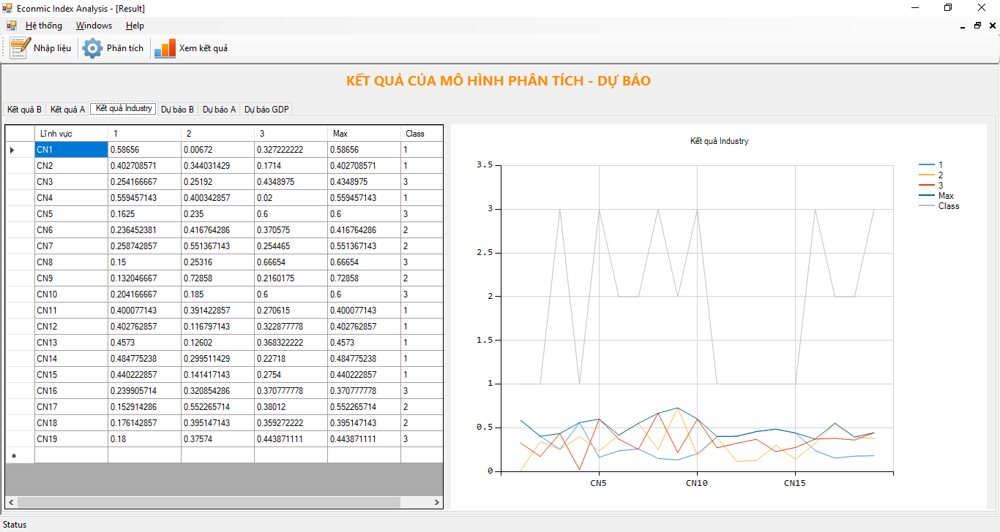 Econmic Index Analysis - [Result]
Hệ thống Windows Help
Nhập liệu Phân tích Xem kết quả
KẾT QUẢ CỦA MÔ HÌNH PHÂN TÍCH - DỰ BÁO
Kết quả B Kết quả A Kết quả Industry Dự báo B Dự báo A Dự báo GDP
Lĩnh vực 1 2 3 Max Class
CN1 0.58656 0.00672 0.327222222 0.58656 1
CN2 0.402708571 0.344031429 0.1714 0.402708571 1
CN3 0.254166667 0.25192 0.4348975 0.4348975 3
CN4 0.559457143 0.400342857 0.02 0.559457143 1
CN5 0.1625 0.235 0.6 0.6 3
CN6 0.236452381 0.416764286 0.370575 0.416764286 2
CN7 0.258742857 0.551367143 0.254465 0.551367143 2
CN8 0.15 0.25316 0.66654 0.66654 3
CN9 0.132046667 0.72858 0.2160175 0.72858 2
CN10 0.204166667 0.185 0.6 0.6 3
CN11 0.400077143 0.391422857 0.270615 0.400077143 1
CN12 0.402762857 0.116797143 0.322877778 0.402762857 1
CN13 0.4573 0.12602 0.368322222 0.4573 1
CN14 0.484775238 0.299511429 0.22718 0.484775238 1
CN15 0.440222857 0.141417143 0.2754 0.440222857 1
CN16 0.239905714 0.320854286 0.370777778 0.370777778 3
CN17 0.152914286 0.552265714 0.38012 0.552265714 2
CN18 0.176142857 0.395147143 0.359272222 0.395147143 2
CN19 0.18 0.37574 0.443871111 0.443871111 3
Kết quả Industry
3.5
3
2.5
2
1.5
1
0.5
0
CN5 CN10 CN15
1
2
3
Max
Class
Status